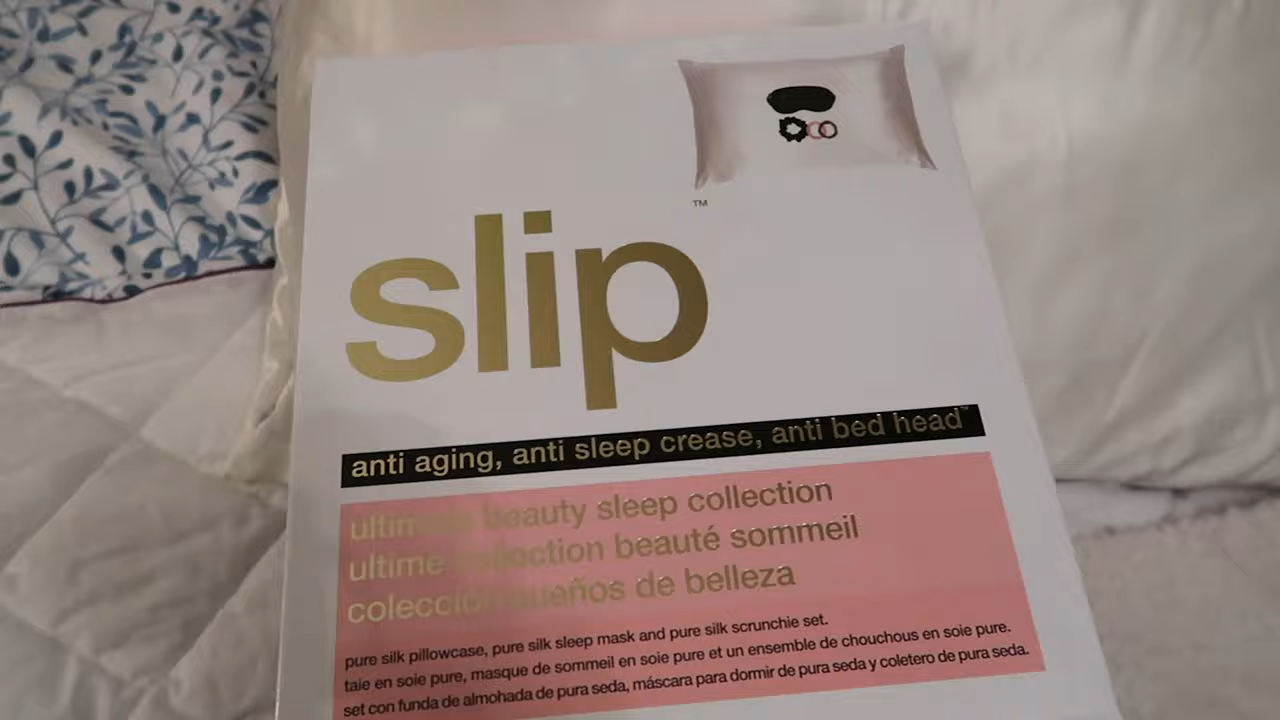 slip™
anti aging, anti sleep crease, anti bed head™
ultimate beauty sleep collection
ultime collection beauté sommeil
colección sueños de belleza
pure silk pillowcase, pure silk sleep mask and pure silk scrunchie set.
taie en soie pure, masque de sommeil en soie pure et un ensemble de chouchous en soie pure.
set con funda de almohada de pura seda, máscara para dormir de pura seda y coletero de pura seda.